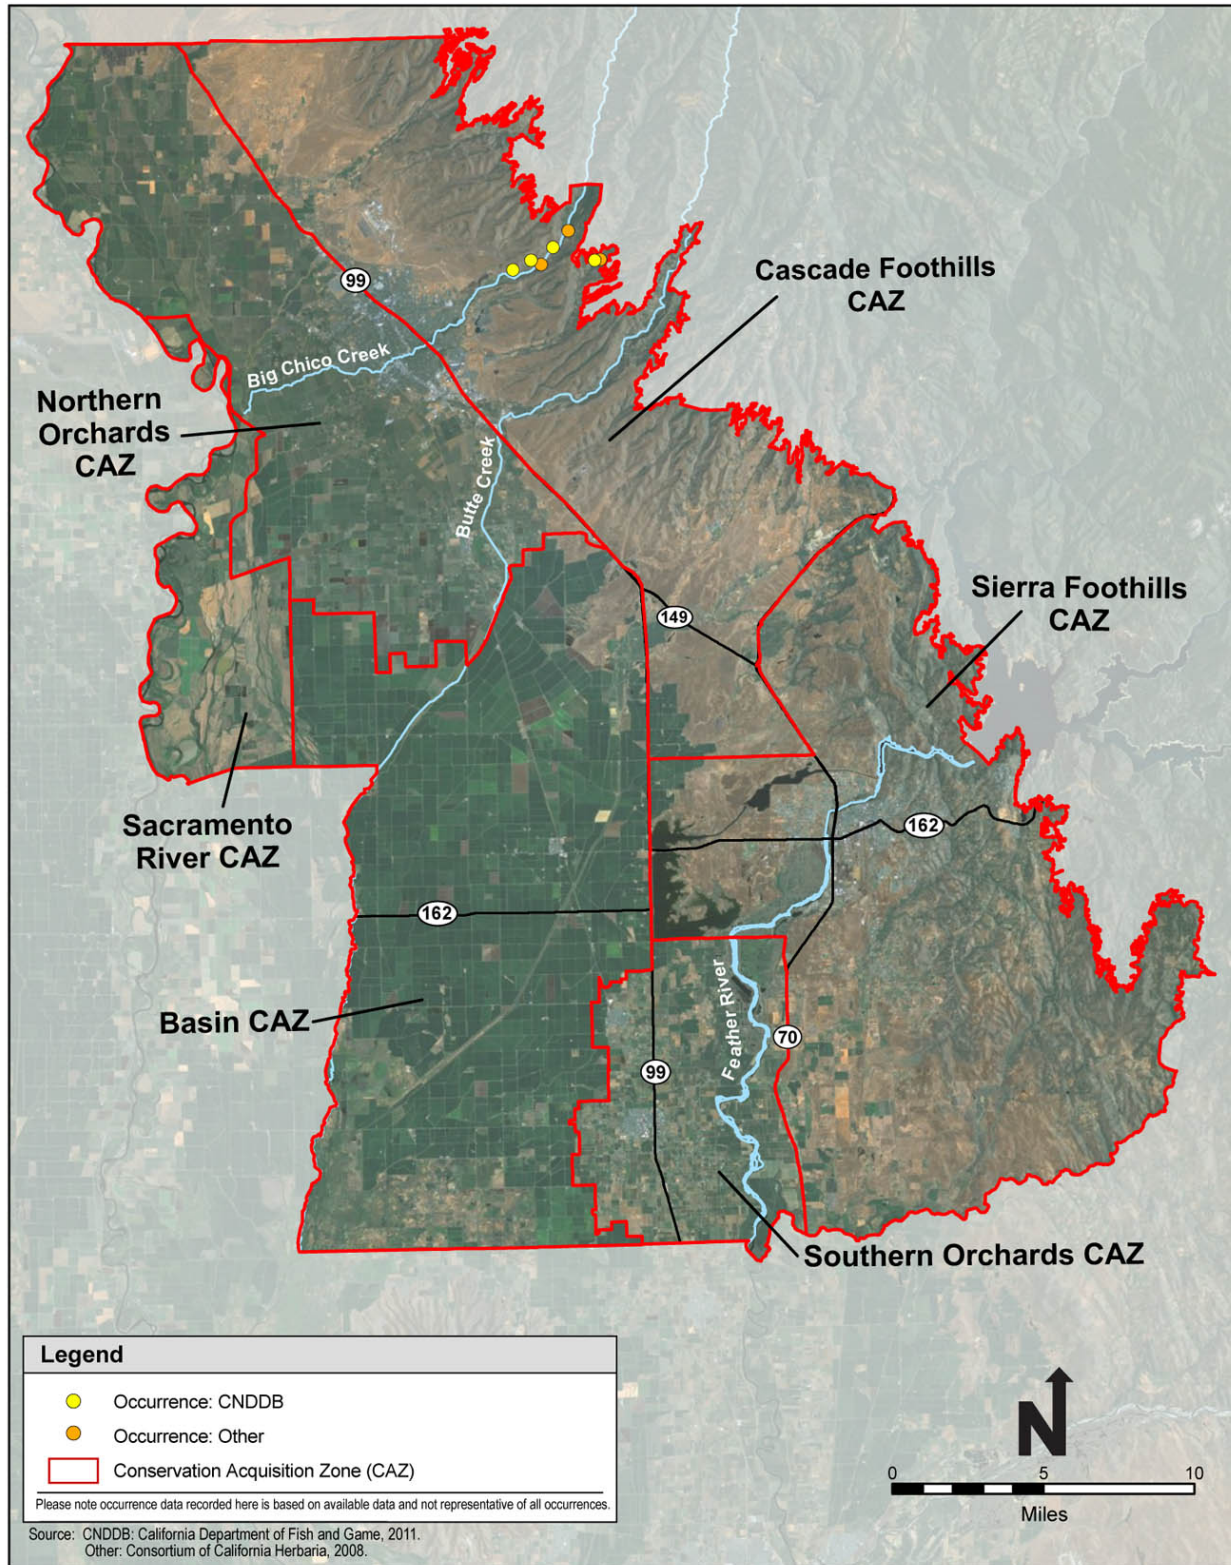 Cascade Foothills
CAZ
99
Big Chico Creek
Northern
Orchards
CAZ
Butte Creek
Sierra Foothills
CAZ
149
Sacramento
River CAZ
162
162
Basin CAZ
Feather River
70
99
Southern Orchards CAZ
Legend
Occurrence: CNDDB
Occurrence: Other
Conservation Acquisition Zone (CAZ)
Please note occurrence data recorded here is based on available data and not representative of all occurrences.
Source: CNDDB: California Department of Fish and Game, 2011.
Other: Consortium of California Herbaria, 2008.
N
0 5 10
Miles